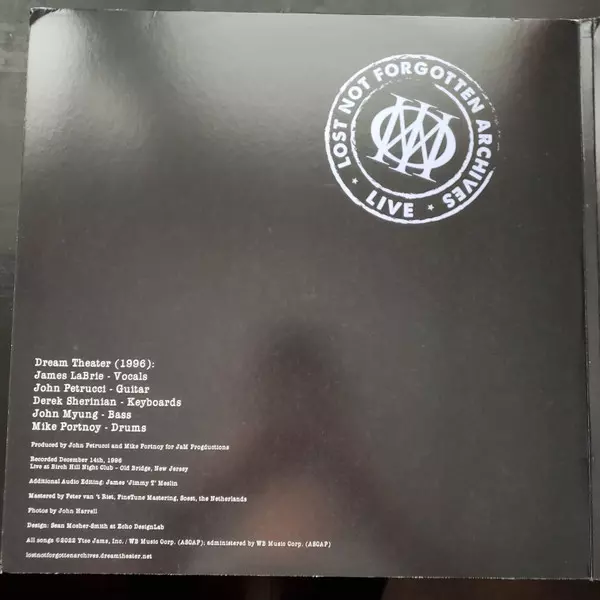 LOST NOT FORGOTTEN ARCHIVES
LIVE
Dream Theater (1996):
James LaBrie - Vocals
John Petrucci - Guitar
Derek Sherinian - Keyboards
John Myung - Bass
Mike Portnoy - Drums
Produced by John Petrucci and Mike Portnoy for JaM Progductions
Recorded December 14th, 1996
Live at Birch Hill Night Club – Old Bridge, New Jersey
Additional Audio Editing: James 'Jimmy T' Meslin
Mastered by Peter van 't Riet, FineTune Mastering, Soest, the Netherlands
Photos by John Harrell
Design: Sean Mosher-Smith at Echo DesignLab
All songs ©2022 Ytse Jams, Inc. / WB Music Corp. (ASCAP); administered by WB Music Corp. (ASCAP)
lostnotforgottenarchives.dreamtheater.net